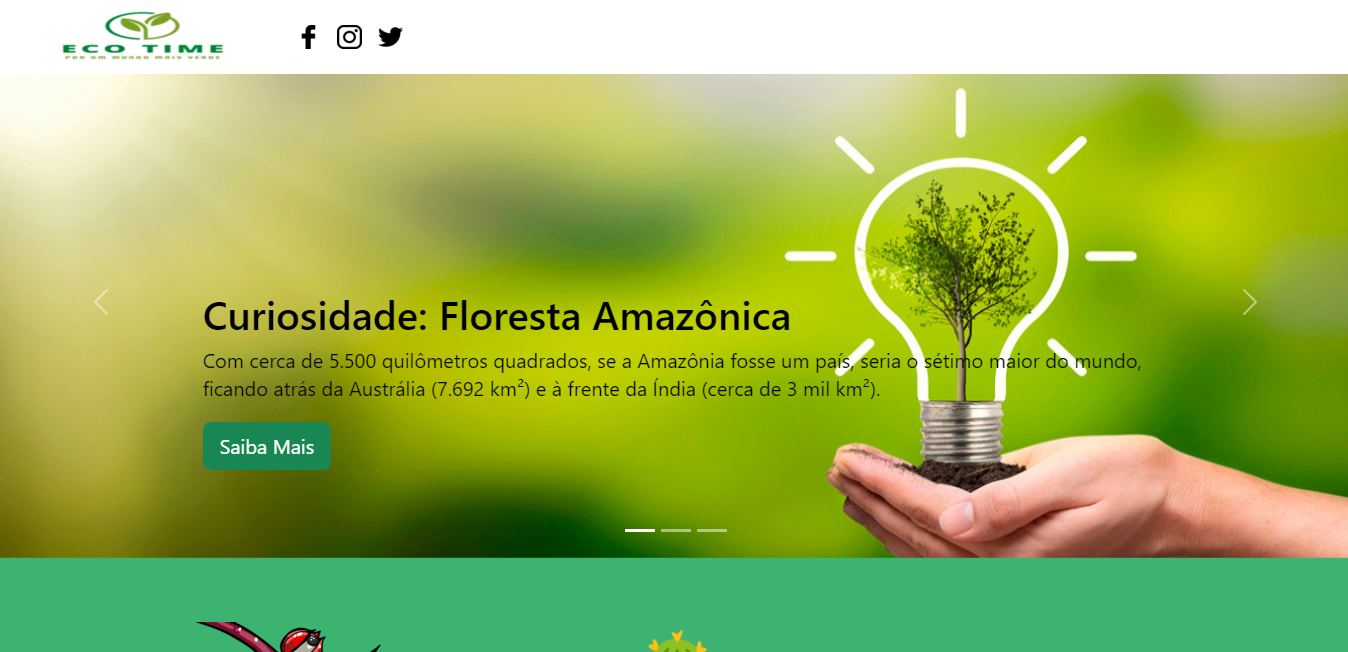 ECO TIME
POR UM MUNDO MAIS VERDE
Curiosidade: Floresta Amazônica
Com cerca de 5.500 quilômetros quadrados, se a Amazônia fosse um país, seria o sétimo maior do mundo,
ficando atrás da Austrália (7.692 km²) e à frente da Índia (cerca de 3 mil km²).
Saiba Mais